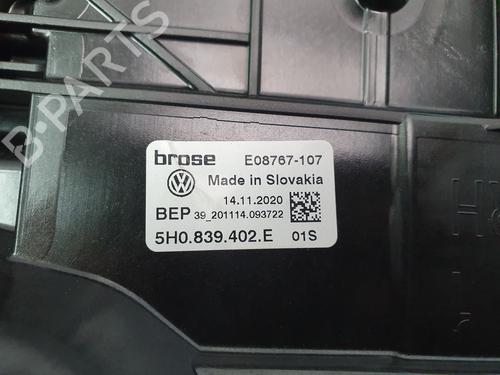 B-PARTS
brose E08767-107
Made in Slovakia
14.11.2020
BEP 39_201114.093722
5H0.839.402.E 01S